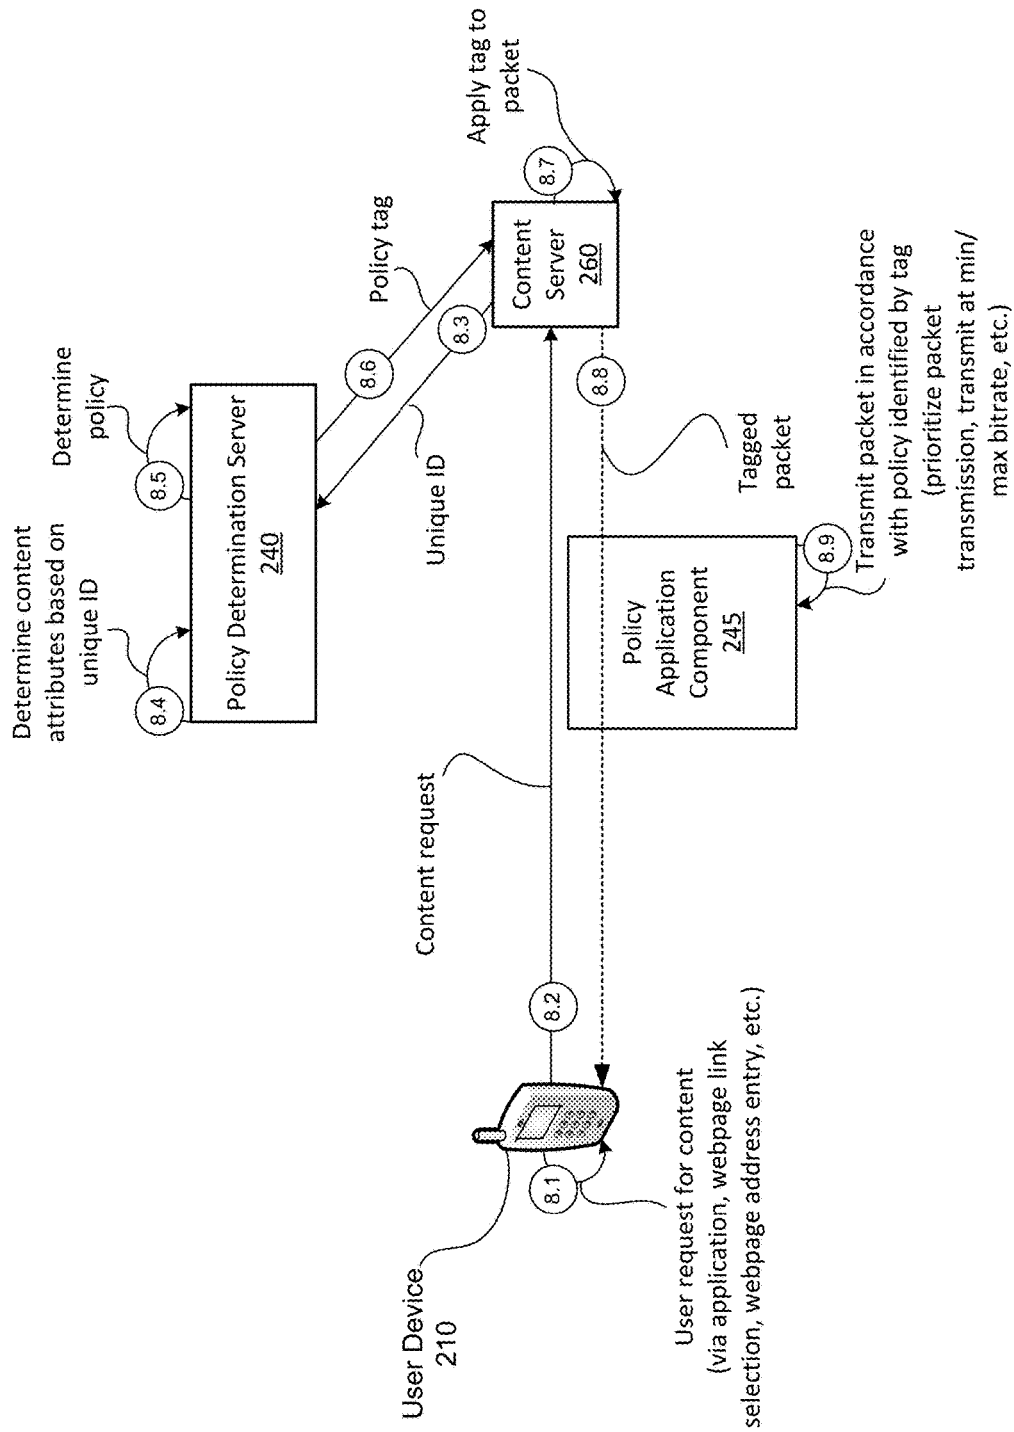 Determine content
attributes based on
unique ID
Determine
policy
8.4
8.5
Policy Determination Server
240
8.6
Policy tag
Unique ID
8.3
Apply tag to
packet
8.7
Content
Server
260
Content request
8.2
8.8
Tagged
packet
User Device
210
8.1
User request for content
(via application, webpage link
selection, webpage address entry, etc.)
Policy
Application
Component
245
8.9
Transmit packet in accordance
with policy identified by tag
(prioritize packet
transmission, transmit at min/
max bitrate, etc.)